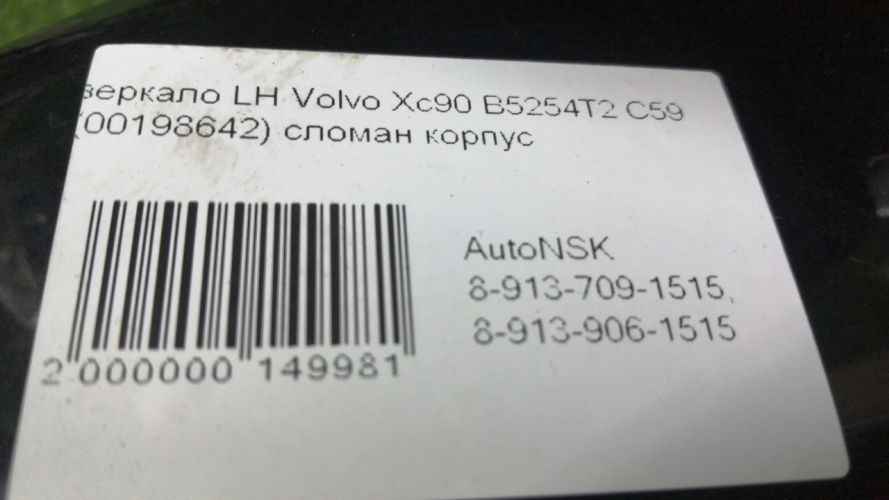 зеркало LH Volvo Xc90 B5254T2 C59
(00198642) сломан корпус
AutoNSK
8-913-709-1515,
8-913-906-1515
2 000000 149981